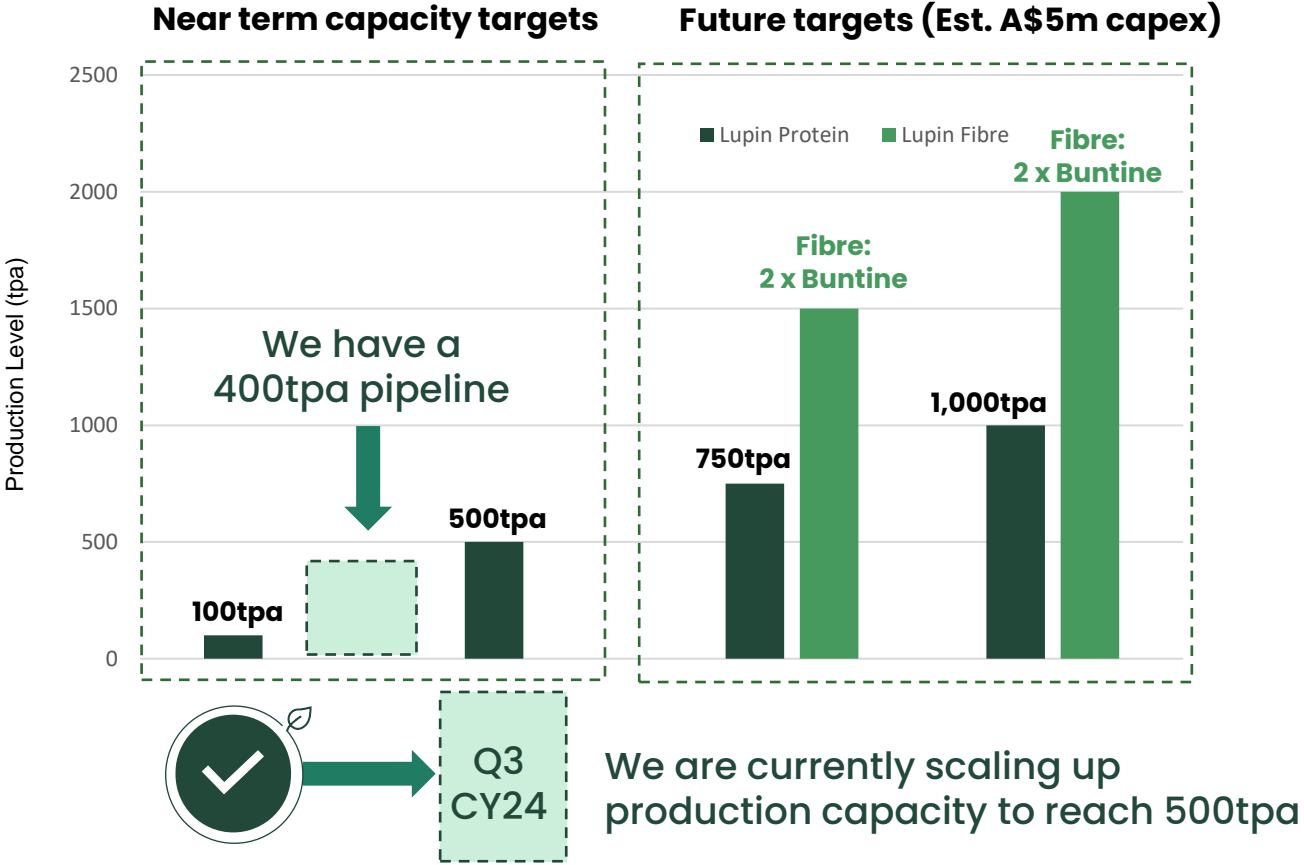 Near term capacity targets
Future targets (Est. A$5m capex)
Production Level (tpa)
2500
2000
1500
1000
500
0
We have a
400tpa pipeline
100tpa
500tpa
Lupin Protein
Lupin Fibre
750tpa
Fibre:
2 x Buntine
1,000tpa
Fibre:
2 x Buntine
Q3
CY24
We are currently scaling up
production capacity to reach 500tpa